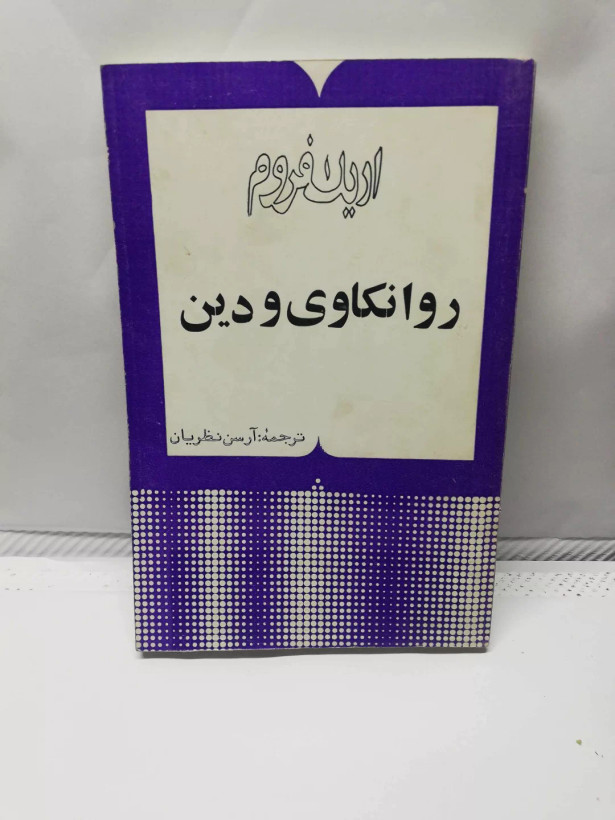 اریک فروم
روانکاوی و دین
ترجمهٔ: آرسن نظریان